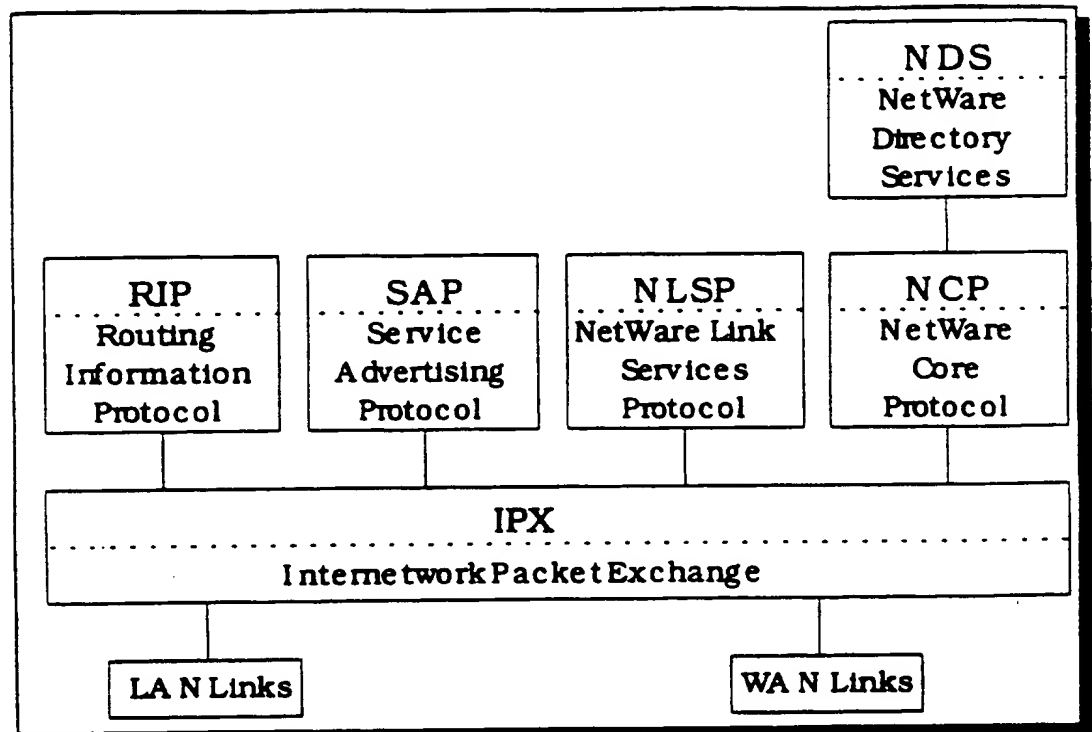 NDS
NetWare
Directory
Services
RIP
Routing
Information
Protocol
SAP
Service
Advertising
Protocol
NLSP
NetWare Link
Services
Protocol
NCP
NetWare
Core
Protocol
IPX
Internetwork Packet Exchange
LAN Links
WAN Links